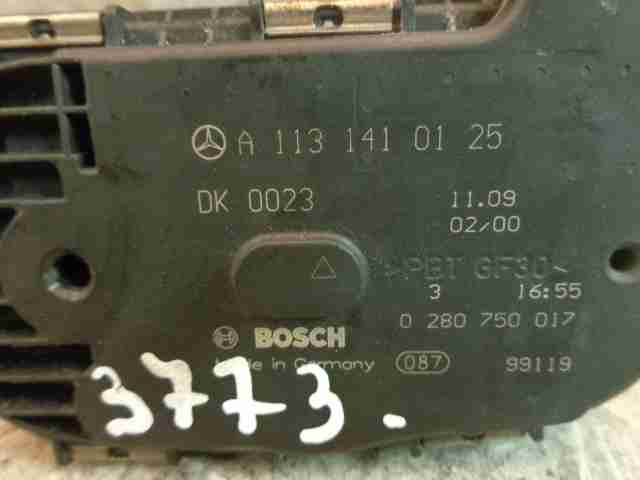 A 113 141 01 25
DK 0023 11.09
02/00
>PBT GF30<
3 16:55
0 280 750 017
BOSCH
Made in Germany 087 99119
3773.